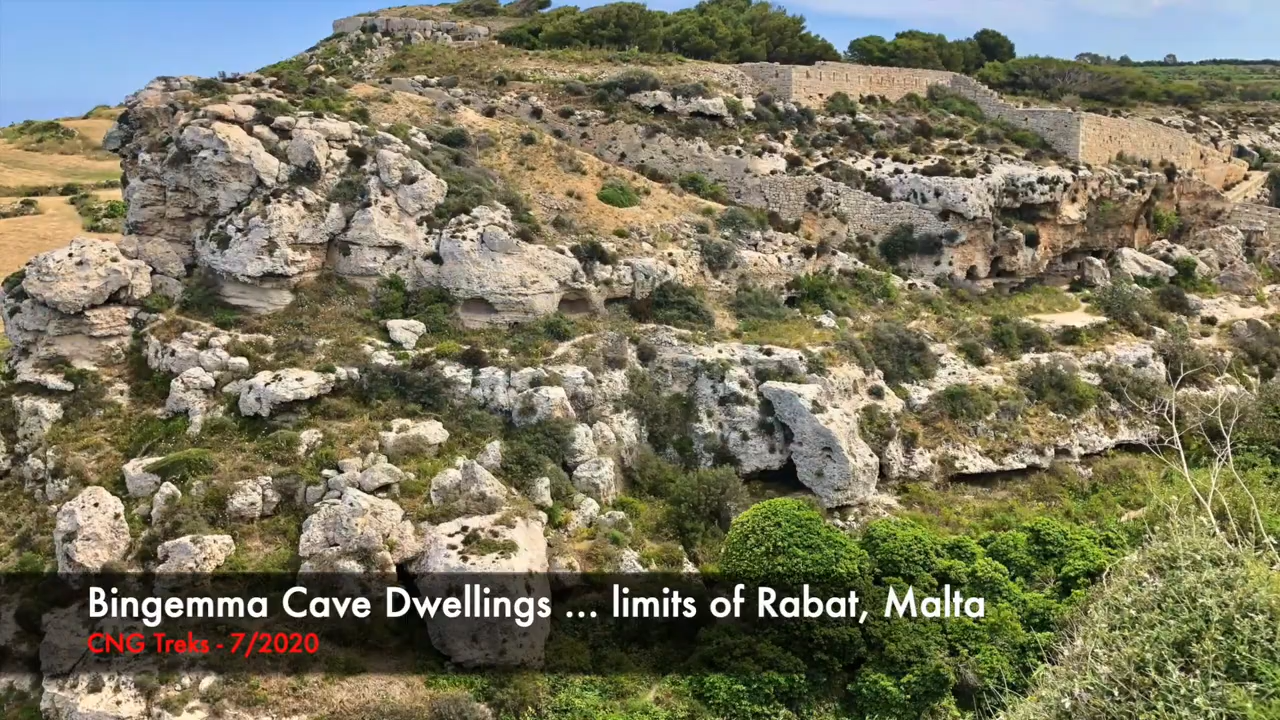 Bingemma Cave Dwellings ... limits of Rabat, Malta
CNG Treks - 7/2020